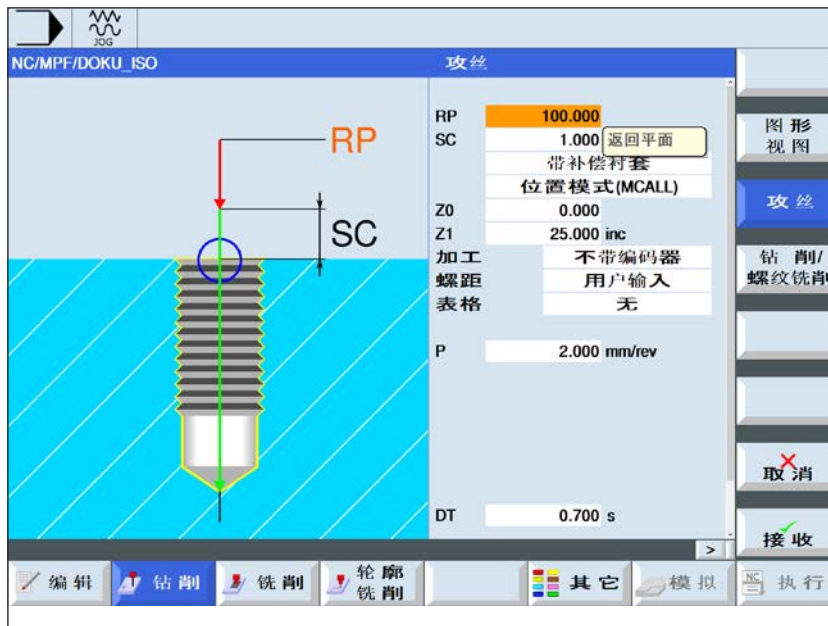 JOG
NC/MPF/DOKU_ISO
攻丝
RP
SC
RP 100.000
SC 1.000 返回平面
带补偿衬套
位置模式(MCALL)
Z0 0.000
Z1 25.000 inc
加工 不带编码器
螺距 用户输入
表格 无
P 2.000 mm/rev
DT 0.700 s
>
图形
视图
攻丝
钻削/
螺纹铣削
取消
接收
编辑
钻削
铣削
轮廓
铣削
其它
模拟
NC
执行